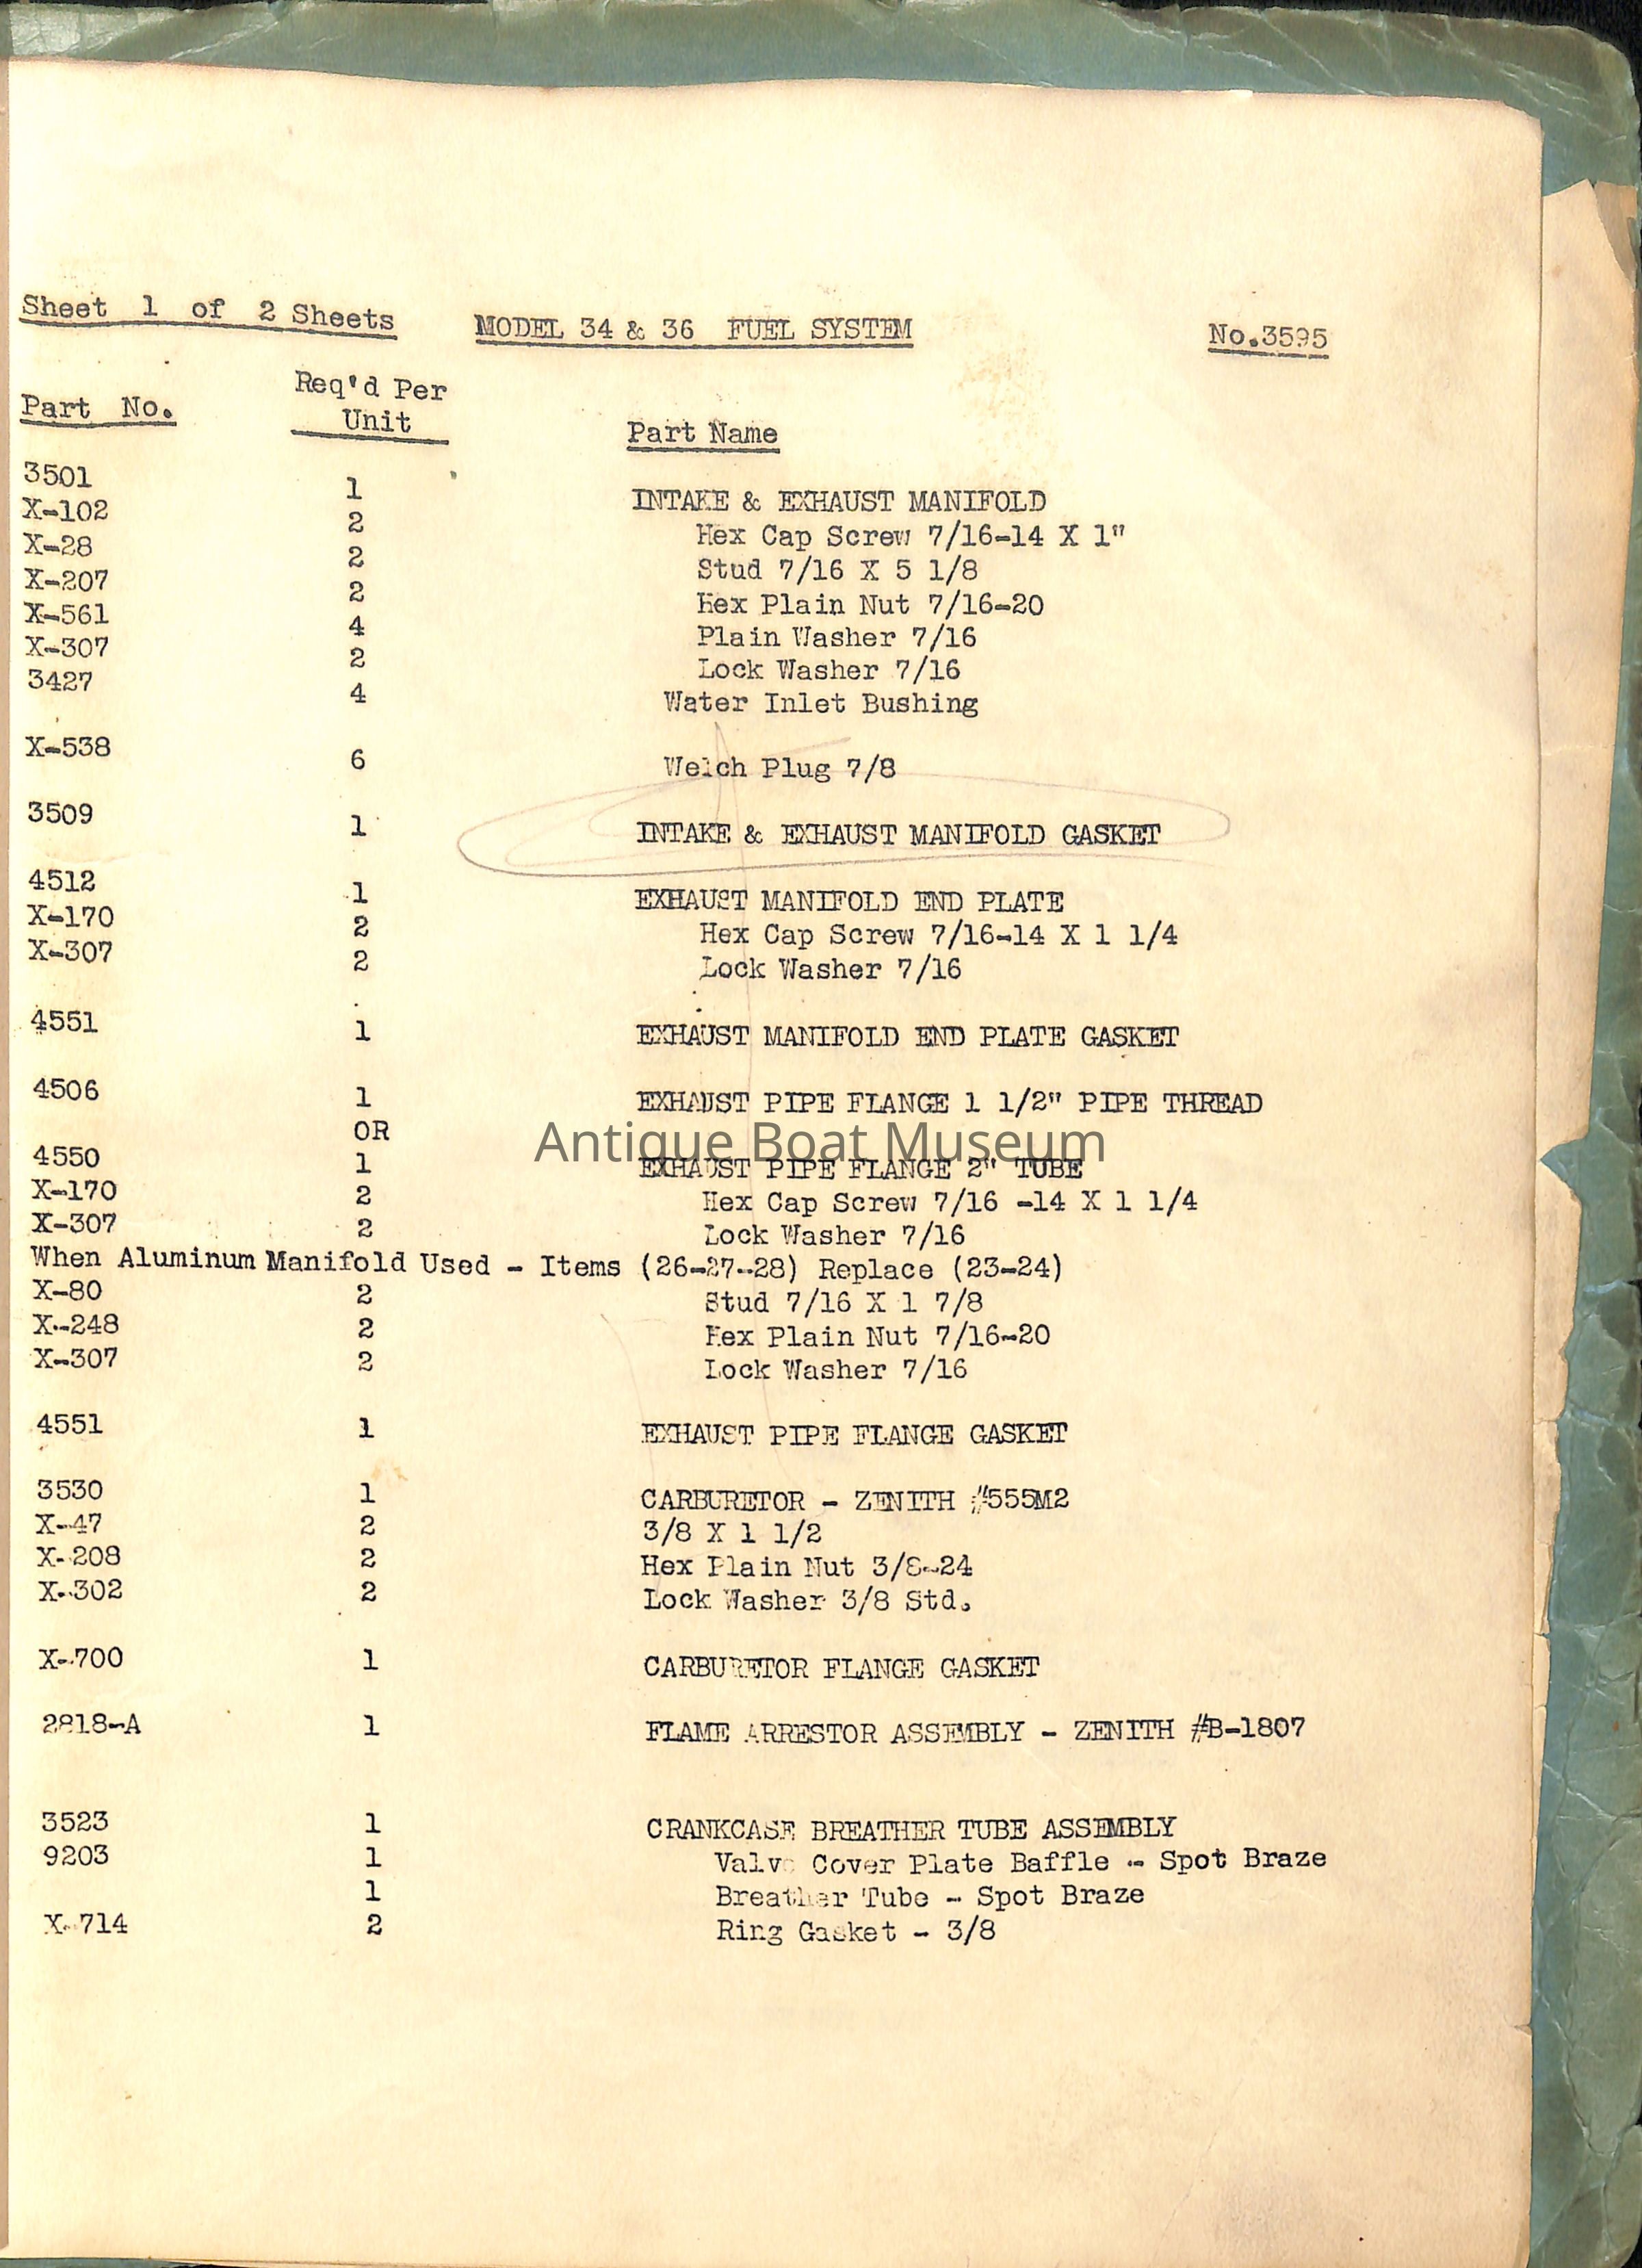 Sheet 1 of 2 Sheets MODEL 34 & 36 FUEL SYSTEM No.3595
Part No. Req'd Per Unit Part Name
3501 1 INTAKE & EXHAUST MANIFOLD
X-102 2 Hex Cap Screw 7/16-14 X 1"
X-28 2 Stud 7/16 X 5 1/8
X-207 2 Hex Plain Nut 7/16-20
X-561 4 Plain Washer 7/16
X-307 2 Lock Washer 7/16
3427 4 Water Inlet Bushing
X-538 6 Welch Plug 7/8
3509 1 INTAKE & EXHAUST MANIFOLD GASKET
4512 1 EXHAUST MANIFOLD END PLATE
X-170 2 Hex Cap Screw 7/16-14 X 1 1/4
X-307 2 Lock Washer 7/16
4551 1 EXHAUST MANIFOLD END PLATE GASKET
4506 1 EXHAUST PIPE FLANGE 1 1/2" PIPE THREAD
OR
Antique Boat Museum
4550 1 EXHAUST PIPE FLANGE 2" TUBE
X-170 2 Hex Cap Screw 7/16 -14 X 1 1/4
X-307 2 Lock Washer 7/16
When Aluminum Manifold Used - Items (26-27-28) Replace (23-24)
X-80 2 Stud 7/16 X 1 7/8
X-248 2 Hex Plain Nut 7/16-20
X-307 2 Lock Washer 7/16
4551 1 EXHAUST PIPE FLANGE GASKET
3530 1 CARBURETOR - ZENITH #555M2
X-47 2 3/8 X 1 1/2
X-208 2 Hex Plain Nut 3/8-24
X-302 2 Lock Washer 3/8 Std.
X-700 1 CARBURETOR FLANGE GASKET
2818-A 1 FLAME ARRESTOR ASSEMBLY - ZENITH #B-1807
3523 1 CRANKCASE BREATHER TUBE ASSEMBLY
9203 1 Valve Cover Plate Baffle - Spot Braze
1 Breather Tube - Spot Braze
X-714 2 Ring Gasket - 3/8